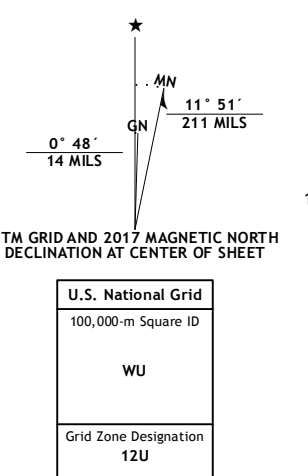 ★
MN
GN
11° 51´
211 MILS
0° 48´
14 MILS
TM GRID AND 2017 MAGNETIC NORTH
DECLINATION AT CENTER OF SHEET
U.S. National Grid
100,000-m Square ID
WU
Grid Zone Designation
12U